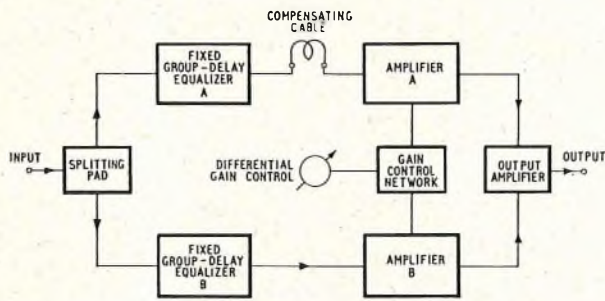 COMPENSATING
CABLE
FIXED
GROUP-DELAY
EQUALIZER
A
AMPLIFIER
A
INPUT
SPLITTING
PAD
DIFFERENTIAL
GAIN CONTROL
GAIN
CONTROL
NETWORK
OUTPUT
AMPLIFIER
OUTPUT
FIXED
GROUP-DELAY
EQUALIZER
B
AMPLIFIER
B